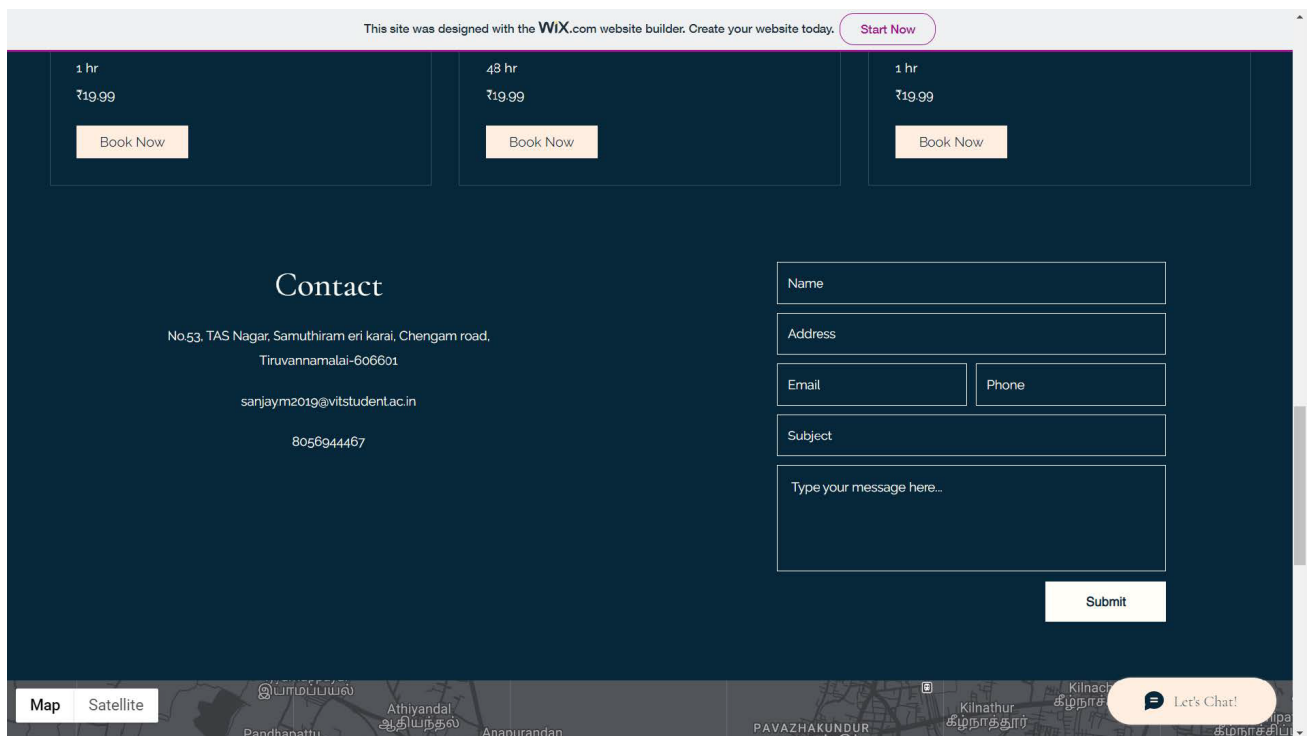 This site was designed with the WiX.com website builder. Create your website today. Start Now
1 hr
₹19.99
Book Now
48 hr
₹19.99
Book Now
1 hr
₹19.99
Book Now
Contact
No.53, TAS Nagar, Samuthiram eri karai, Chengam road,
Tiruvannamalai-606601
sanjaym2019@vitstudent.ac.in
8056944467
Name
Address
Email Phone
Subject
Type your message here...
Submit
Map Satellite
இபாமப்பயல்
Athiyandal
ஆதியந்தல்
Pandhapattu
Anapurandan
PAVAZHAKUNDUR
Kilnathur
கீழ்நாத்தூர்
Let's Chat!